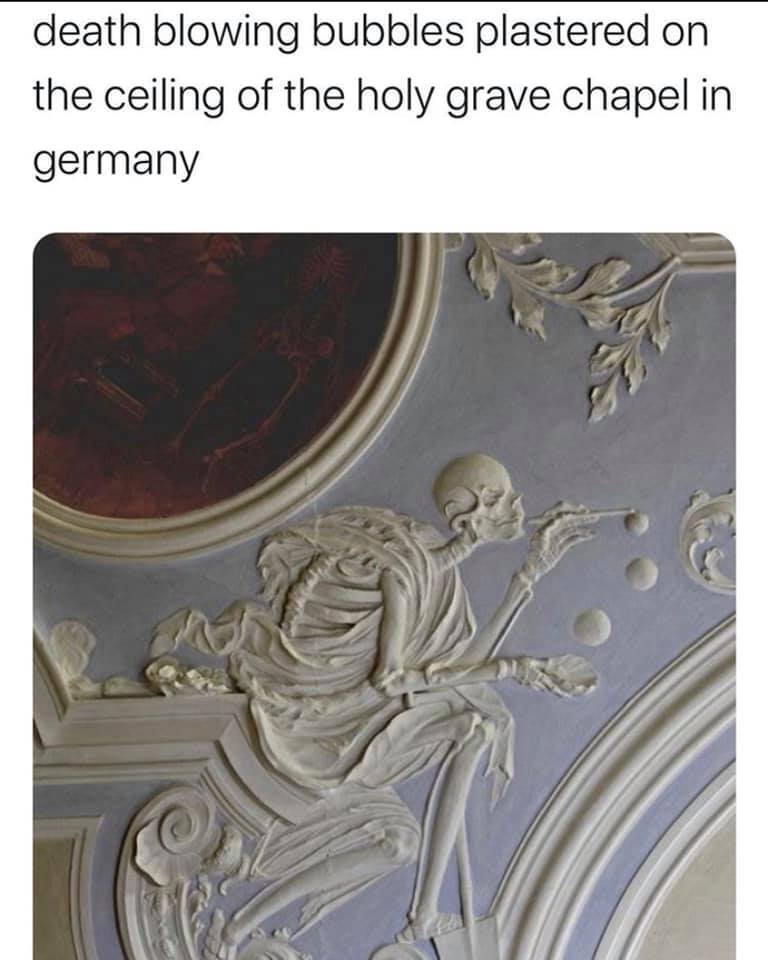 death blowing bubbles plastered on
the ceiling of the holy grave chapel in
germany